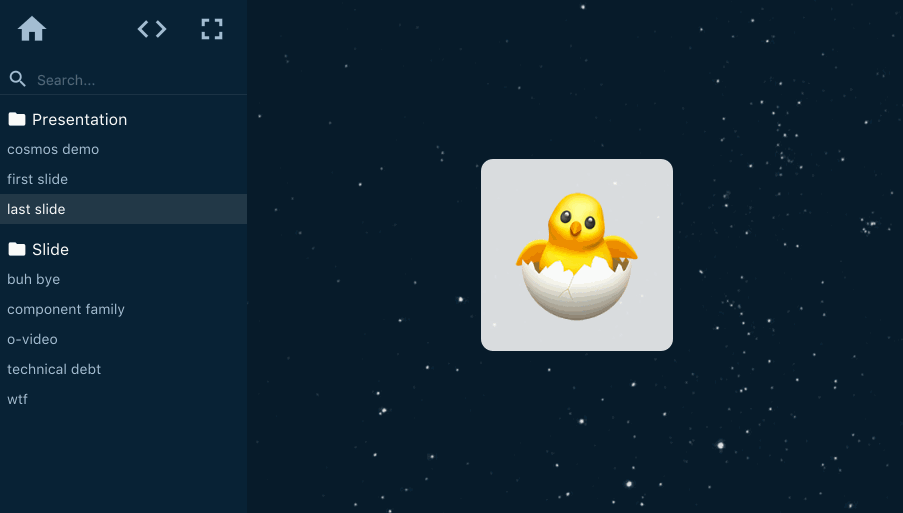 Search...
Presentation
cosmos demo
first slide
last slide
Slide
buh bye
component family
o-video
technical debt
wtf